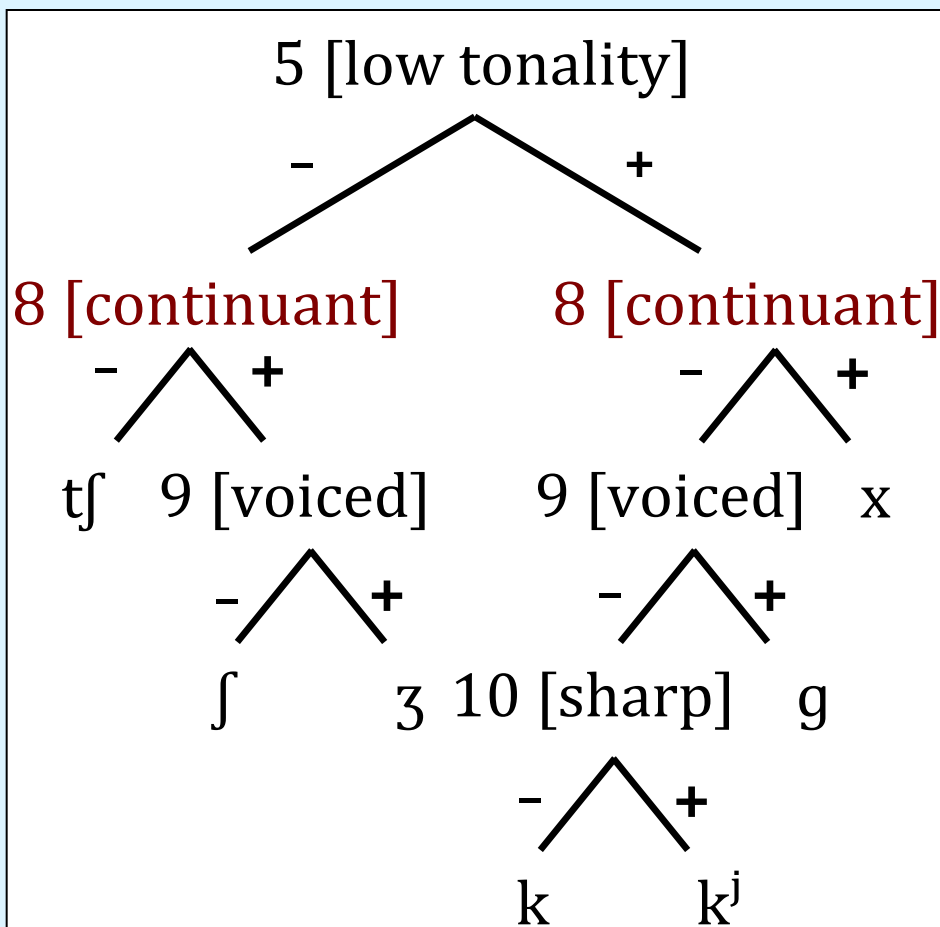 5 [low tonality]
– +
8 [continuant] 8 [continuant]
– + – +
tʃ 9 [voiced] 9 [voiced] x
– + – +
ʃ ʒ 10 [sharp] g
– +
k kʲ